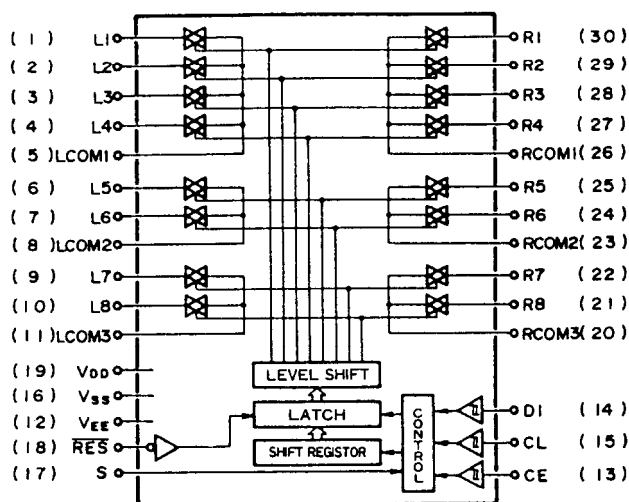 (1) L1 R1 (30)
(2) L2 R2 (29)
(3) L3 R3 (28)
(4) L4 R4 (27)
(5) LCOM1 RCOM1 (26)
(6) L5 R5 (25)
(7) L6 R6 (24)
(8) LCOM2 RCOM2 (23)
(9) L7 R7 (22)
(10) L8 R8 (21)
(11) LCOM3 RCOM3 (20)
(19) VDD LEVEL SHIFT
(16) VSS
(12) VEE LATCH CONTROL DI (14)
(18) RES SHIFT REGISTOR CL (15)
(17) S CE (13)